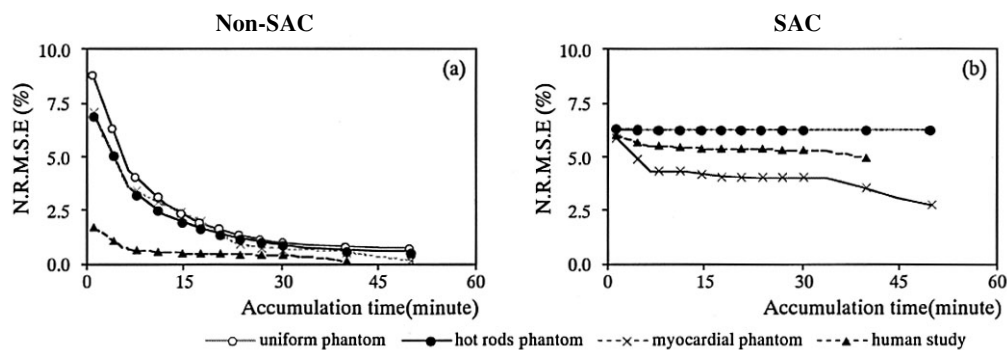 Non-SAC SAC
10.0 (a)
7.5
5.0
2.5
0.0
N.R.M.S.E (%)
0 15 30 45 60
Accumulation time(minute)
10.0 (b)
7.5
5.0
2.5
0.0
N.R.M.S.E (%)
0 15 30 45 60
Accumulation time(minute)
uniform phantom hot rods phantom myocardial phantom human study